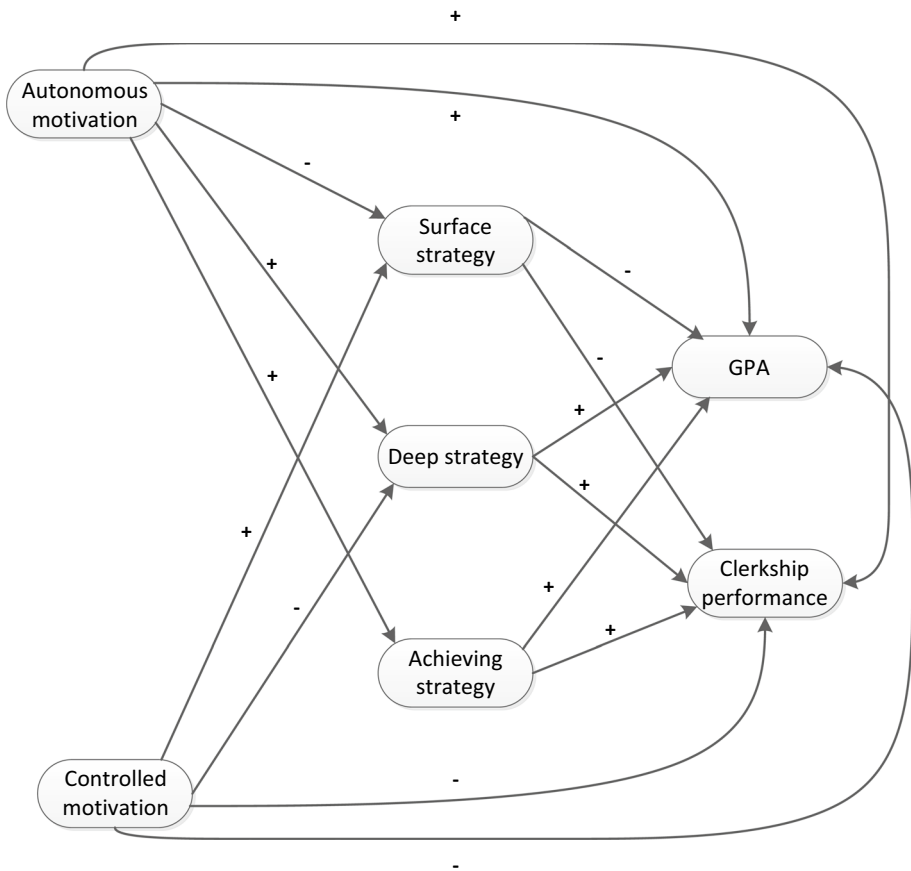 +
Autonomous
motivation
+
-
Surface
strategy
+
-
-
GPA
+
+
Deep strategy
+
+
Clerkship
performance
+
-
+
+
Achieving
strategy
Controlled
motivation
-
-